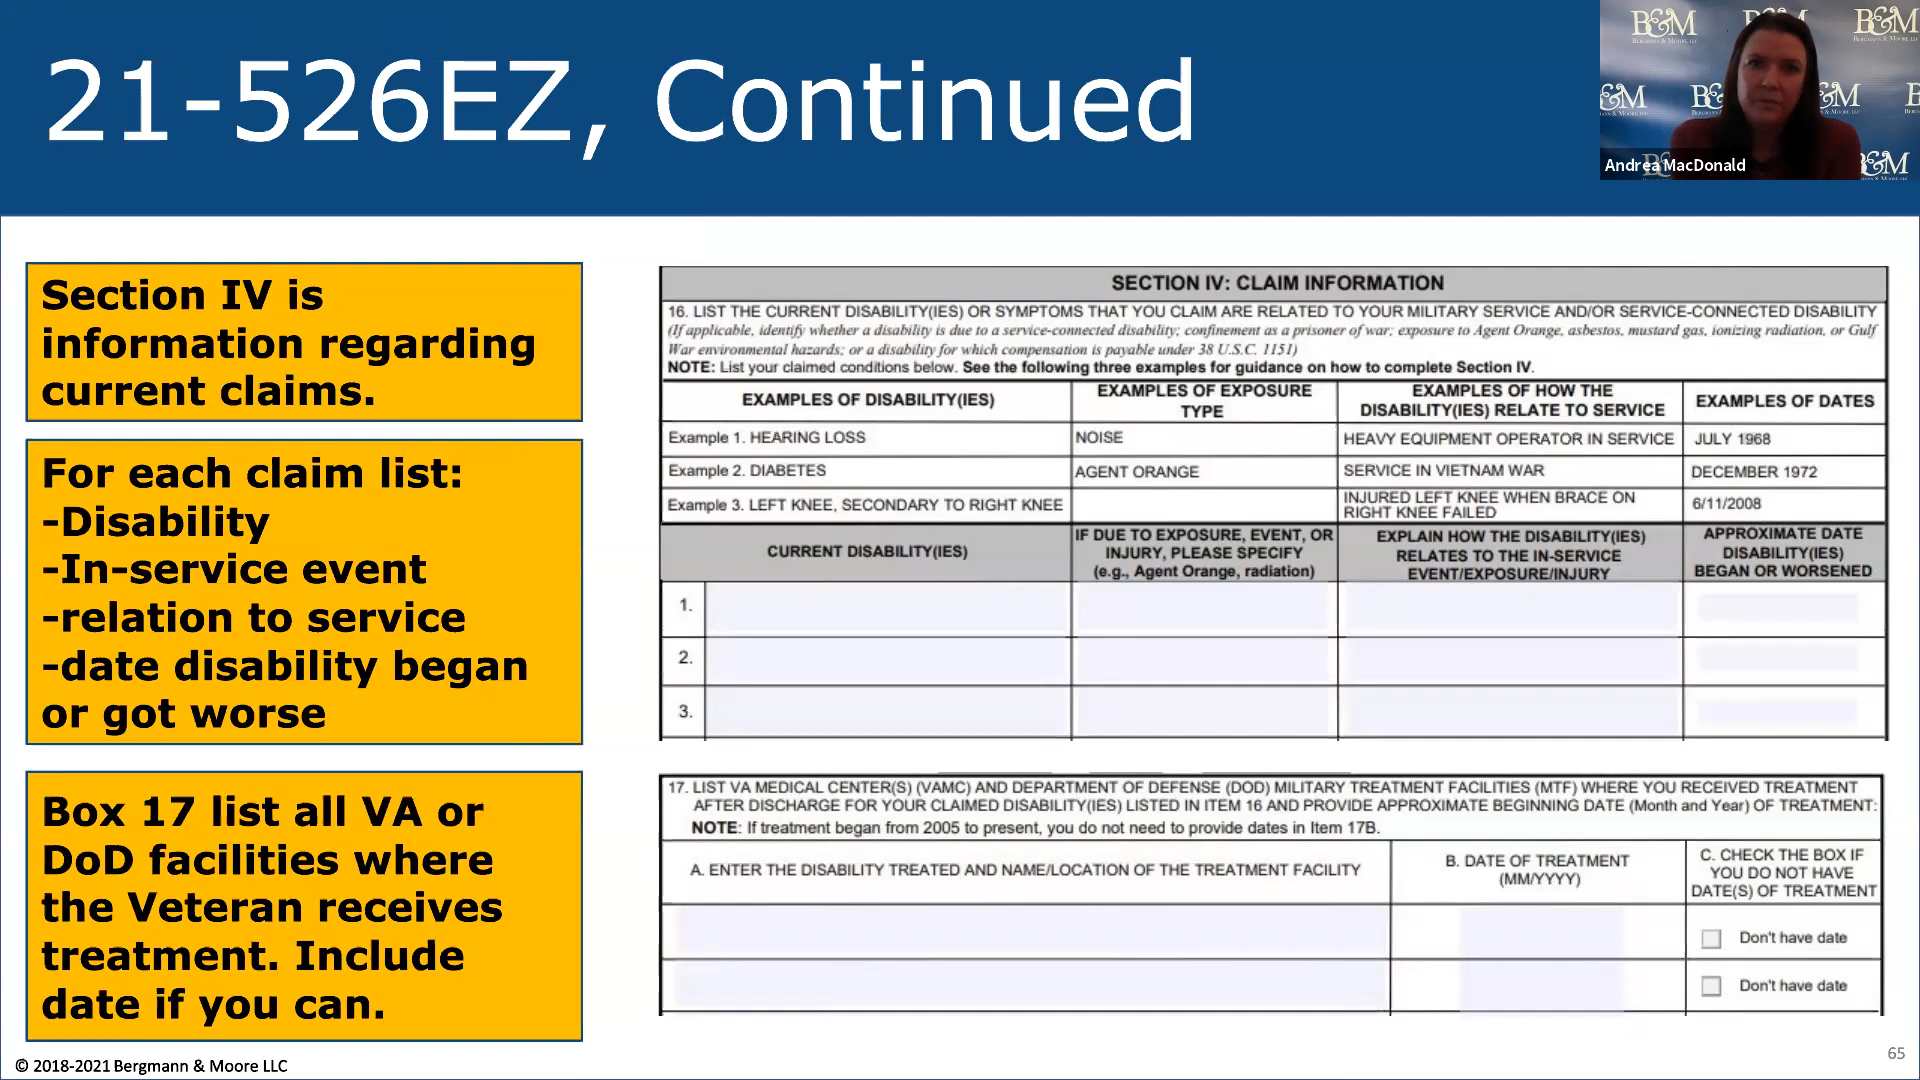 21-526EZ, Continued
B&M
BERGMANN & MOORE, LLC
B&M
B&M
B&M
B&M
B&M
Andrea MacDonald
Section IV is
information regarding
current claims.
For each claim list:
-Disability
-In-service event
-relation to service
-date disability began
or got worse
Box 17 list all VA or
DoD facilities where
the Veteran receives
treatment. Include
date if you can.
SECTION IV: CLAIM INFORMATION
16. LIST THE CURRENT DISABILITY(IES) OR SYMPTOMS THAT YOU CLAIM ARE RELATED TO YOUR MILITARY SERVICE AND/OR SERVICE-CONNECTED DISABILITY
(If applicable, identify whether a disability is due to a service-connected disability; confinement as a prisoner of war; exposure to Agent Orange, asbestos, mustard gas, ionizing radiation, or Gulf
War environmental hazards; or a disability for which compensation is payable under 38 U.S.C. 1151)
NOTE: List your claimed conditions below. See the following three examples for guidance on how to complete Section IV.
EXAMPLES OF DISABILITY(IES)
EXAMPLES OF EXPOSURE
TYPE
EXAMPLES OF HOW THE
DISABILITY(IES) RELATE TO SERVICE
EXAMPLES OF DATES
Example 1. HEARING LOSS
NOISE
HEAVY EQUIPMENT OPERATOR IN SERVICE
JULY 1968
Example 2. DIABETES
AGENT ORANGE
SERVICE IN VIETNAM WAR
DECEMBER 1972
Example 3. LEFT KNEE, SECONDARY TO RIGHT KNEE
INJURED LEFT KNEE WHEN BRACE ON
RIGHT KNEE FAILED
6/11/2008
CURRENT DISABILITY(IES)
IF DUE TO EXPOSURE, EVENT, OR
INJURY, PLEASE SPECIFY
(e.g., Agent Orange, radiation)
EXPLAIN HOW THE DISABILITY(IES)
RELATES TO THE IN-SERVICE
EVENT/EXPOSURE/INJURY
APPROXIMATE DATE
DISABILITY(IES)
BEGAN OR WORSENED
1.
2.
3.
17. LIST VA MEDICAL CENTER(S) (VAMC) AND DEPARTMENT OF DEFENSE (DOD) MILITARY TREATMENT FACILITIES (MTF) WHERE YOU RECEIVED TREATMENT
AFTER DISCHARGE FOR YOUR CLAIMED DISABILITY(IES) LISTED IN ITEM 16 AND PROVIDE APPROXIMATE BEGINNING DATE (Month and Year) OF TREATMENT:
NOTE: If treatment began from 2005 to present, you do not need to provide dates in Item 17B.
A. ENTER THE DISABILITY TREATED AND NAME/LOCATION OF THE TREATMENT FACILITY
B. DATE OF TREATMENT
(MM/YYYY)
C. CHECK THE BOX IF
YOU DO NOT HAVE
DATE(S) OF TREATMENT
Don't have date
Don't have date
65
© 2018-2021 Bergmann & Moore LLC